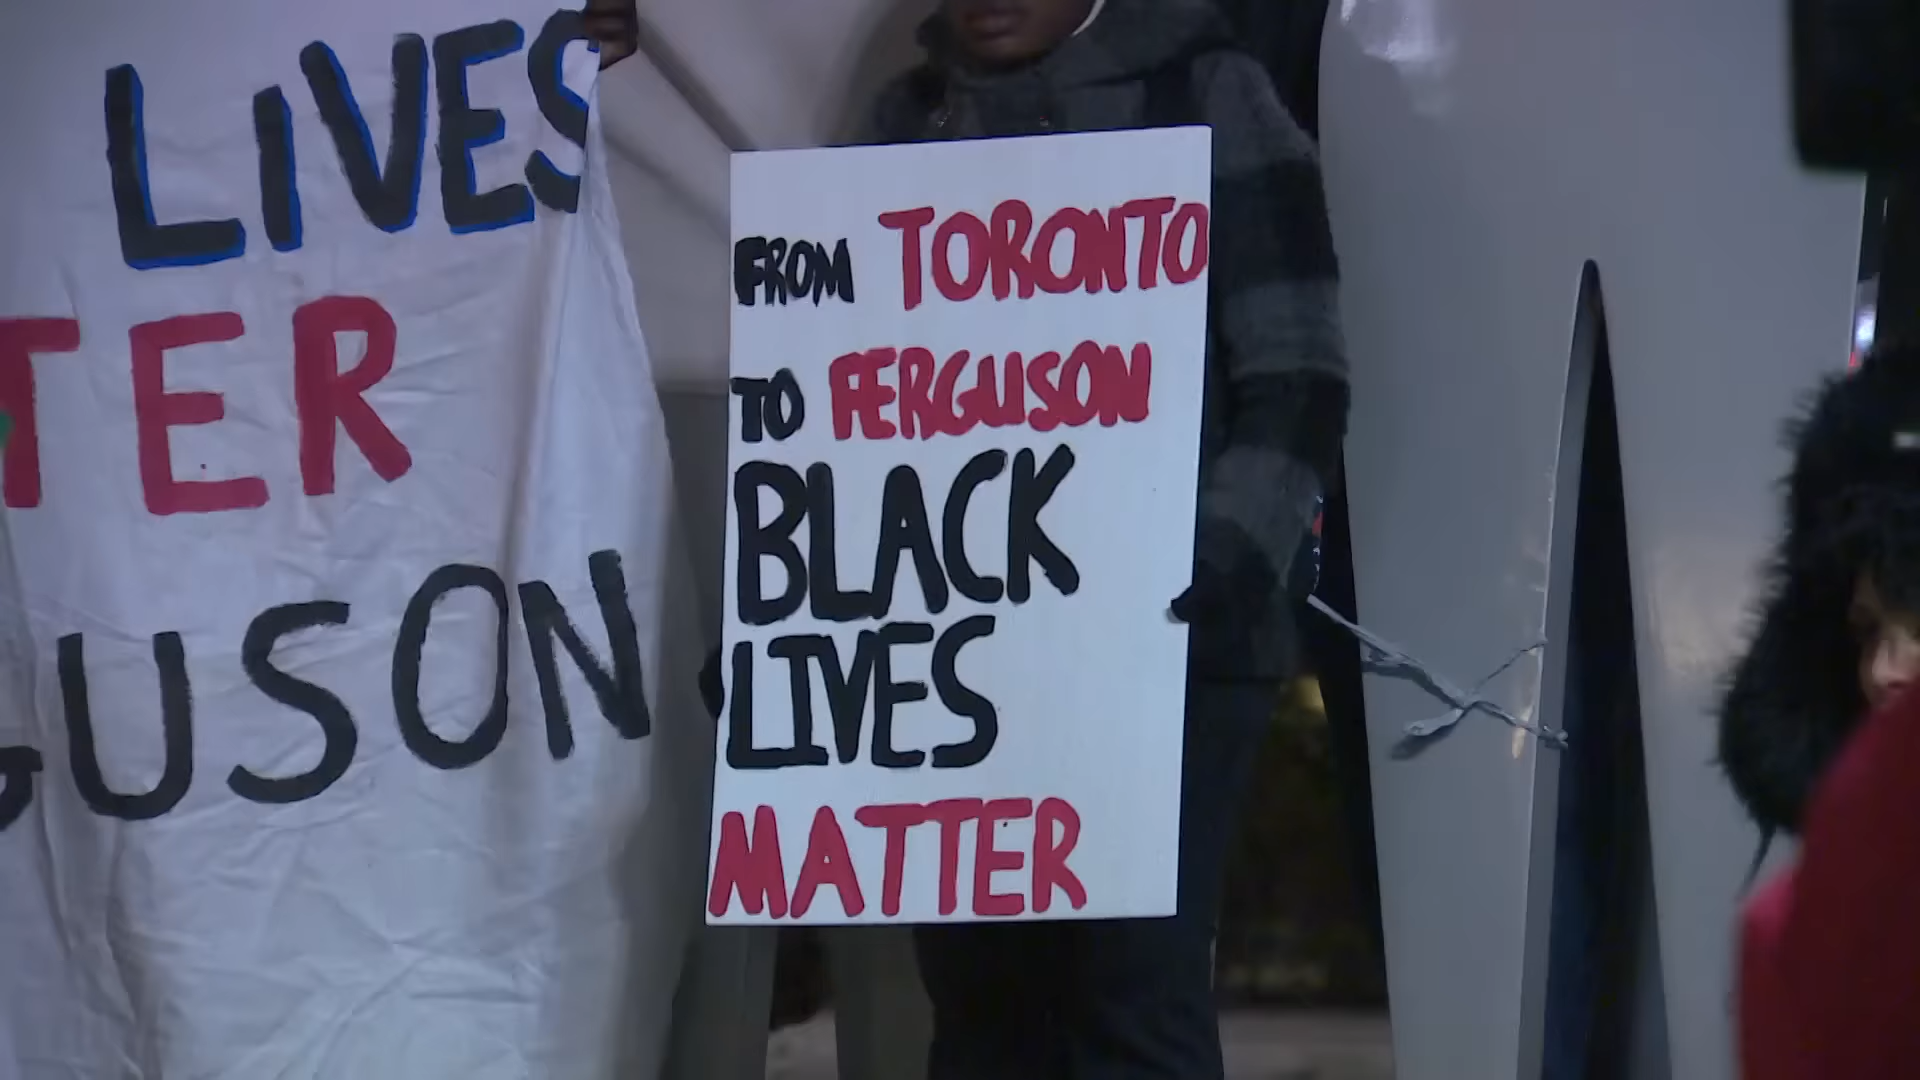 LIVES
TER
GUSON
FROM TORONTO
TO FERGUSON
BLACK
LIVES
MATTER